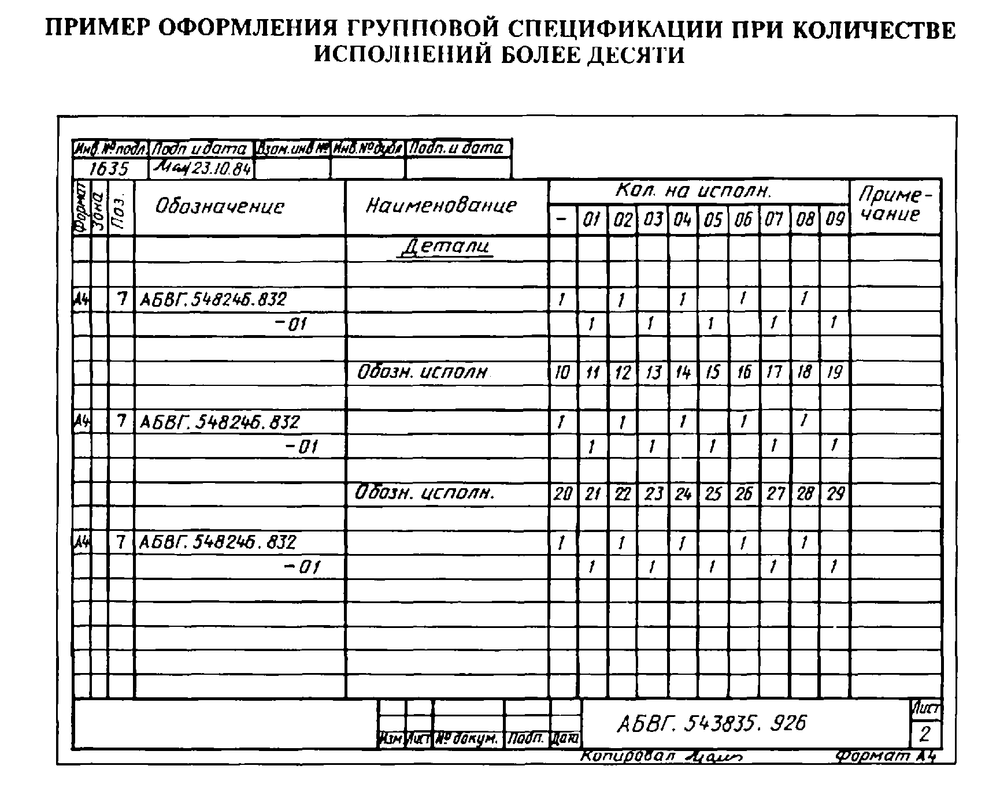 ПРИМЕР ОФОРМЛЕНИЯ ГРУППОВОЙ СПЕЦИФИКАЦИИ ПРИ КОЛИЧЕСТВЕ
ИСПОЛНЕНИЙ БОЛЕЕ ДЕСЯТИ
Инв. № подл. Подп и дата Взам. инв № Инв. № дубл Подп. и дата
1635 23.10.84
Формат Зона Поз. Обозначение Наименование Кол. на исполн. Приме-
чание
– 01 02 03 04 05 06 07 08 09
Детали
А4 7 АБВГ.548246.832 1 1 1 1 1
–01 1 1 1 1 1
Обозн. исполн 10 11 12 13 14 15 16 17 18 19
А4 7 АБВГ.548246.832 1 1 1 1 1
–01 1 1 1 1 1
Обозн. исполн. 20 21 22 23 24 25 26 27 28 29
А4 7 АБВГ.548246.832 1 1 1 1 1
–01 1 1 1 1 1
АБВГ.543835.926 Лист
2
Изм Лист № докум. Подп. Дата
Копировал Формат А4